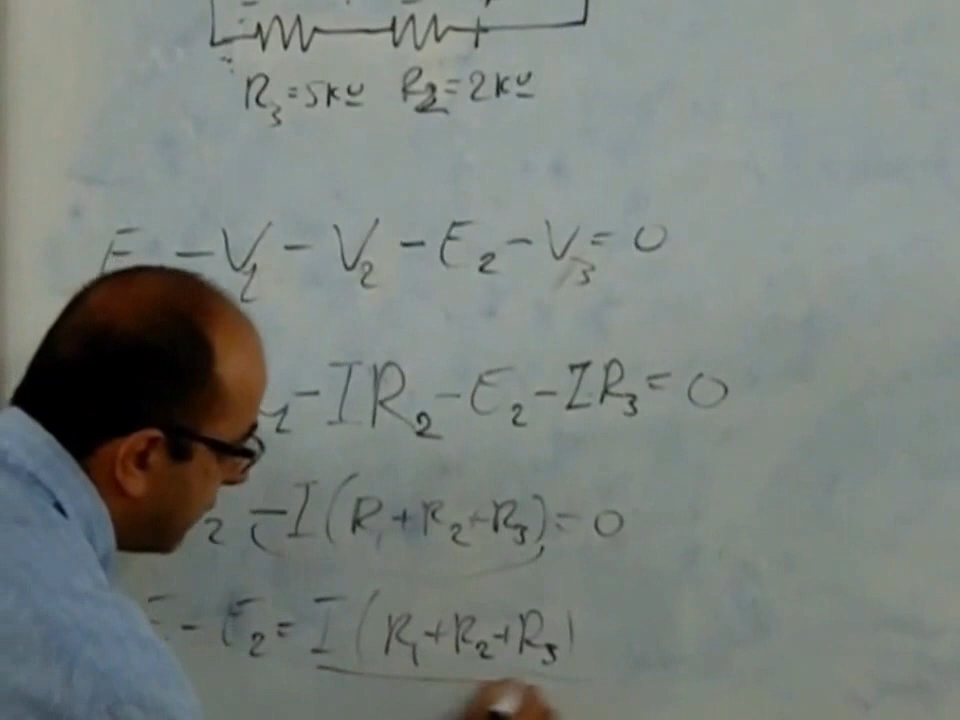 R3=5kΩ R2=2kΩ
E -V1 - V2 - E2 - V3 = 0
-IR2 - E2 - IR3 = 0
2 - I(R1+R2+R3) = 0
E - E2 = I(R1+R2+R3)